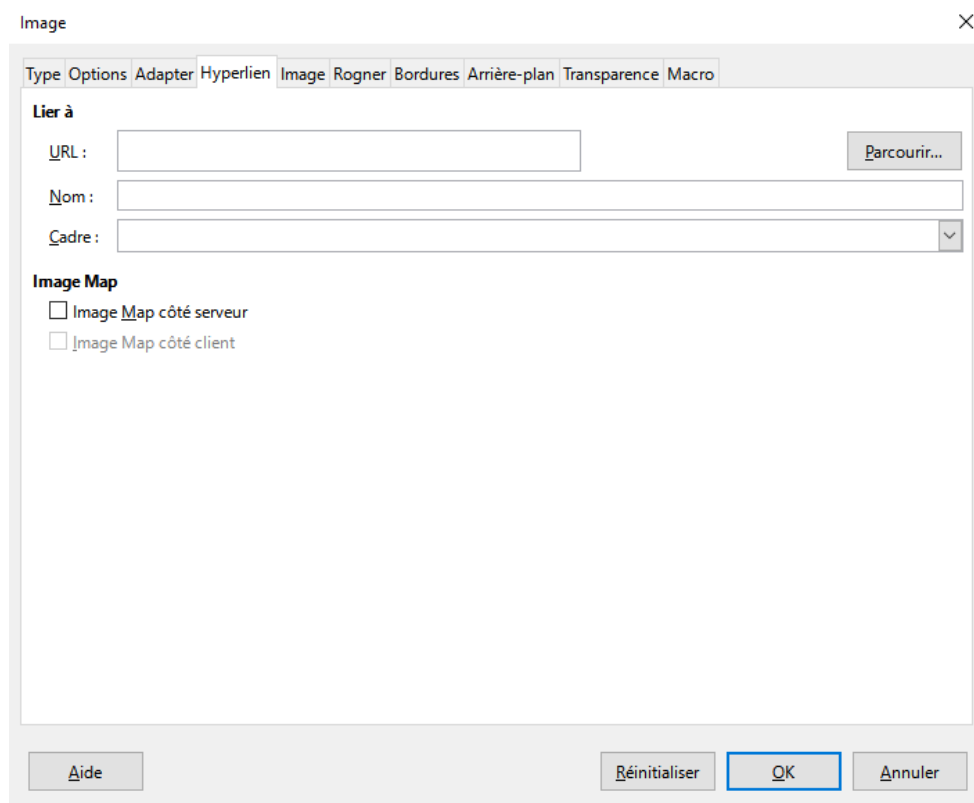 Image
Type Options Adapter Hyperlien Image Rogner Bordures Arrière-plan Transparence Macro
Lier à
URL : Parcourir...
Nom :
Cadre :
Image Map
Image Map côté serveur
Image Map côté client
Aide Réinitialiser OK Annuler